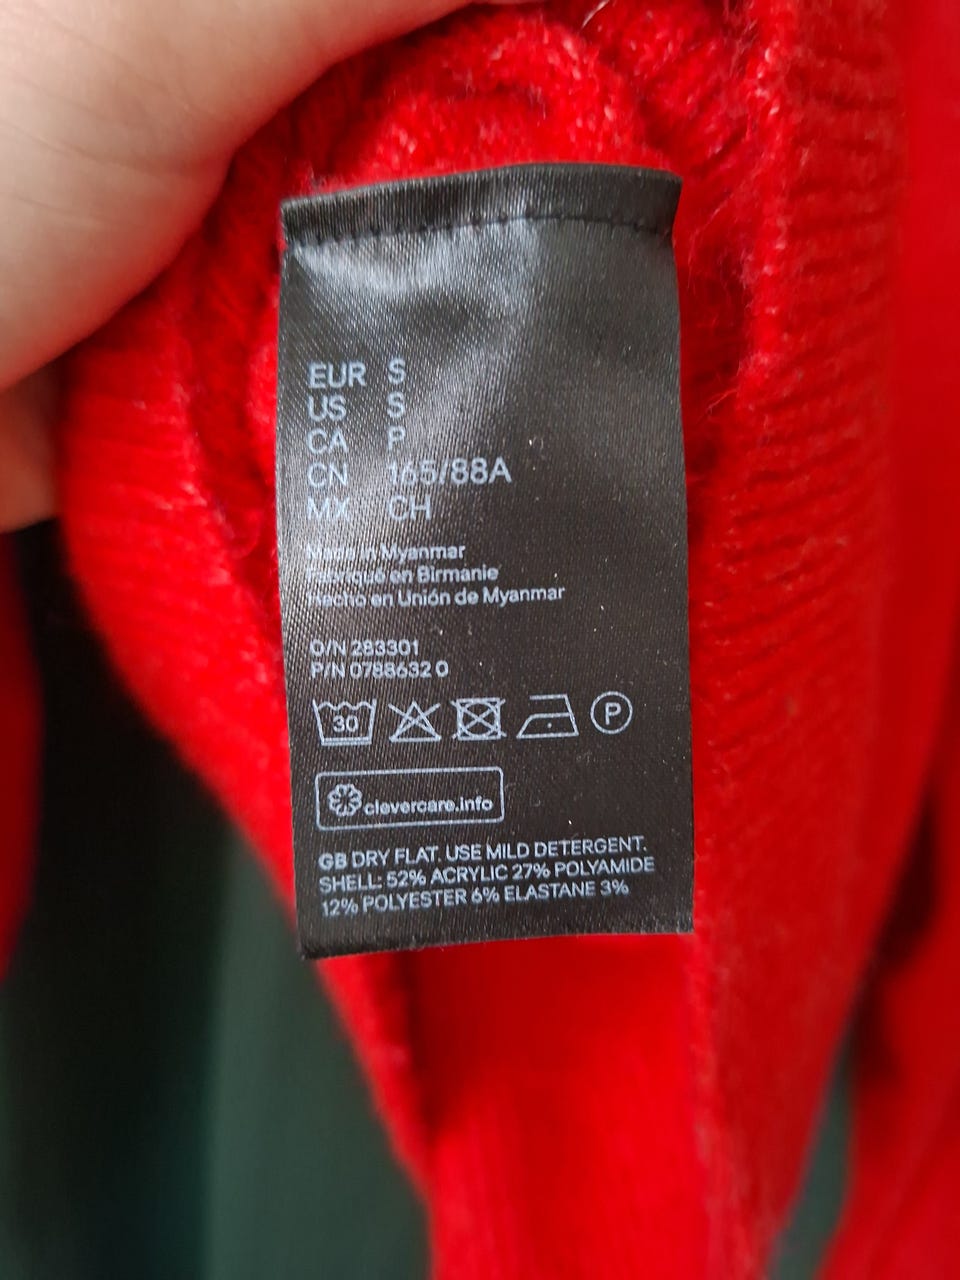 EUR S
US S
CA P
CN 165/88A
MX CH
Made in Myanmar
Fabriqué en Birmanie
Hecho en Unión de Myanmar
O/N 283301
P/N 0788632 0
30
P
clevercare.info
GB DRY FLAT. USE MILD DETERGENT.
SHELL: 52% ACRYLIC 27% POLYAMIDE
12% POLYESTER 6% ELASTANE 3%